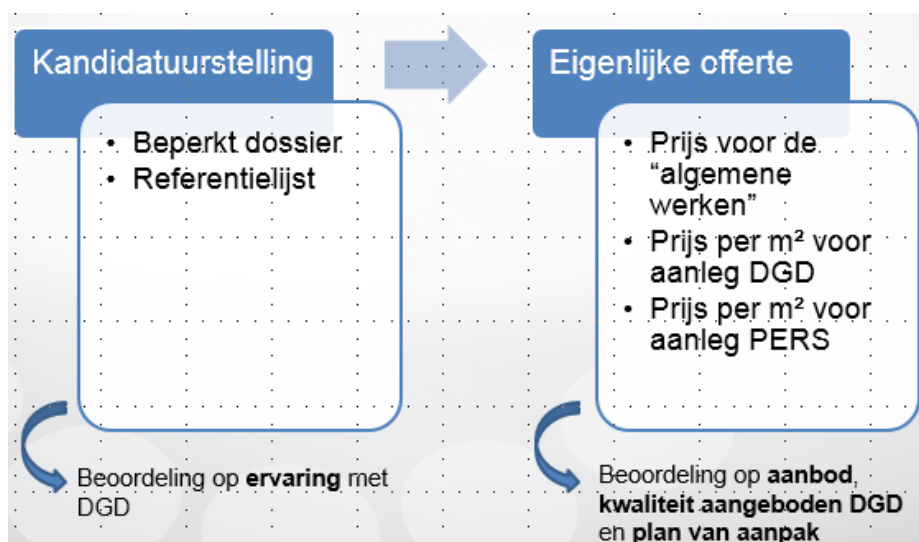 Kandidatuurstelling
• Beperkt dossier
• Referentielijst
Beoordeling op ervaring met
DGD
Eigenlijke offerte
• Prijs voor de
“algemene
werken”
• Prijs per m² voor
aanleg DGD
• Prijs per m² voor
aanleg PERS
Beoordeling op aanbod,
kwaliteit aangeboden DGD
en plan van aanpak